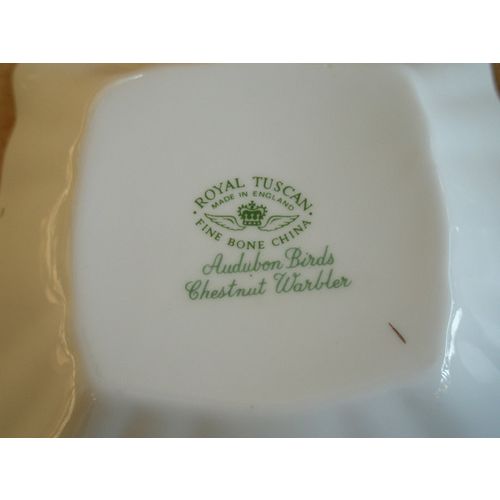 · ROYAL TUSCAN ·
MADE IN ENGLAND
FINE BONE CHINA
Audubon Birds
Chestnut Warbler